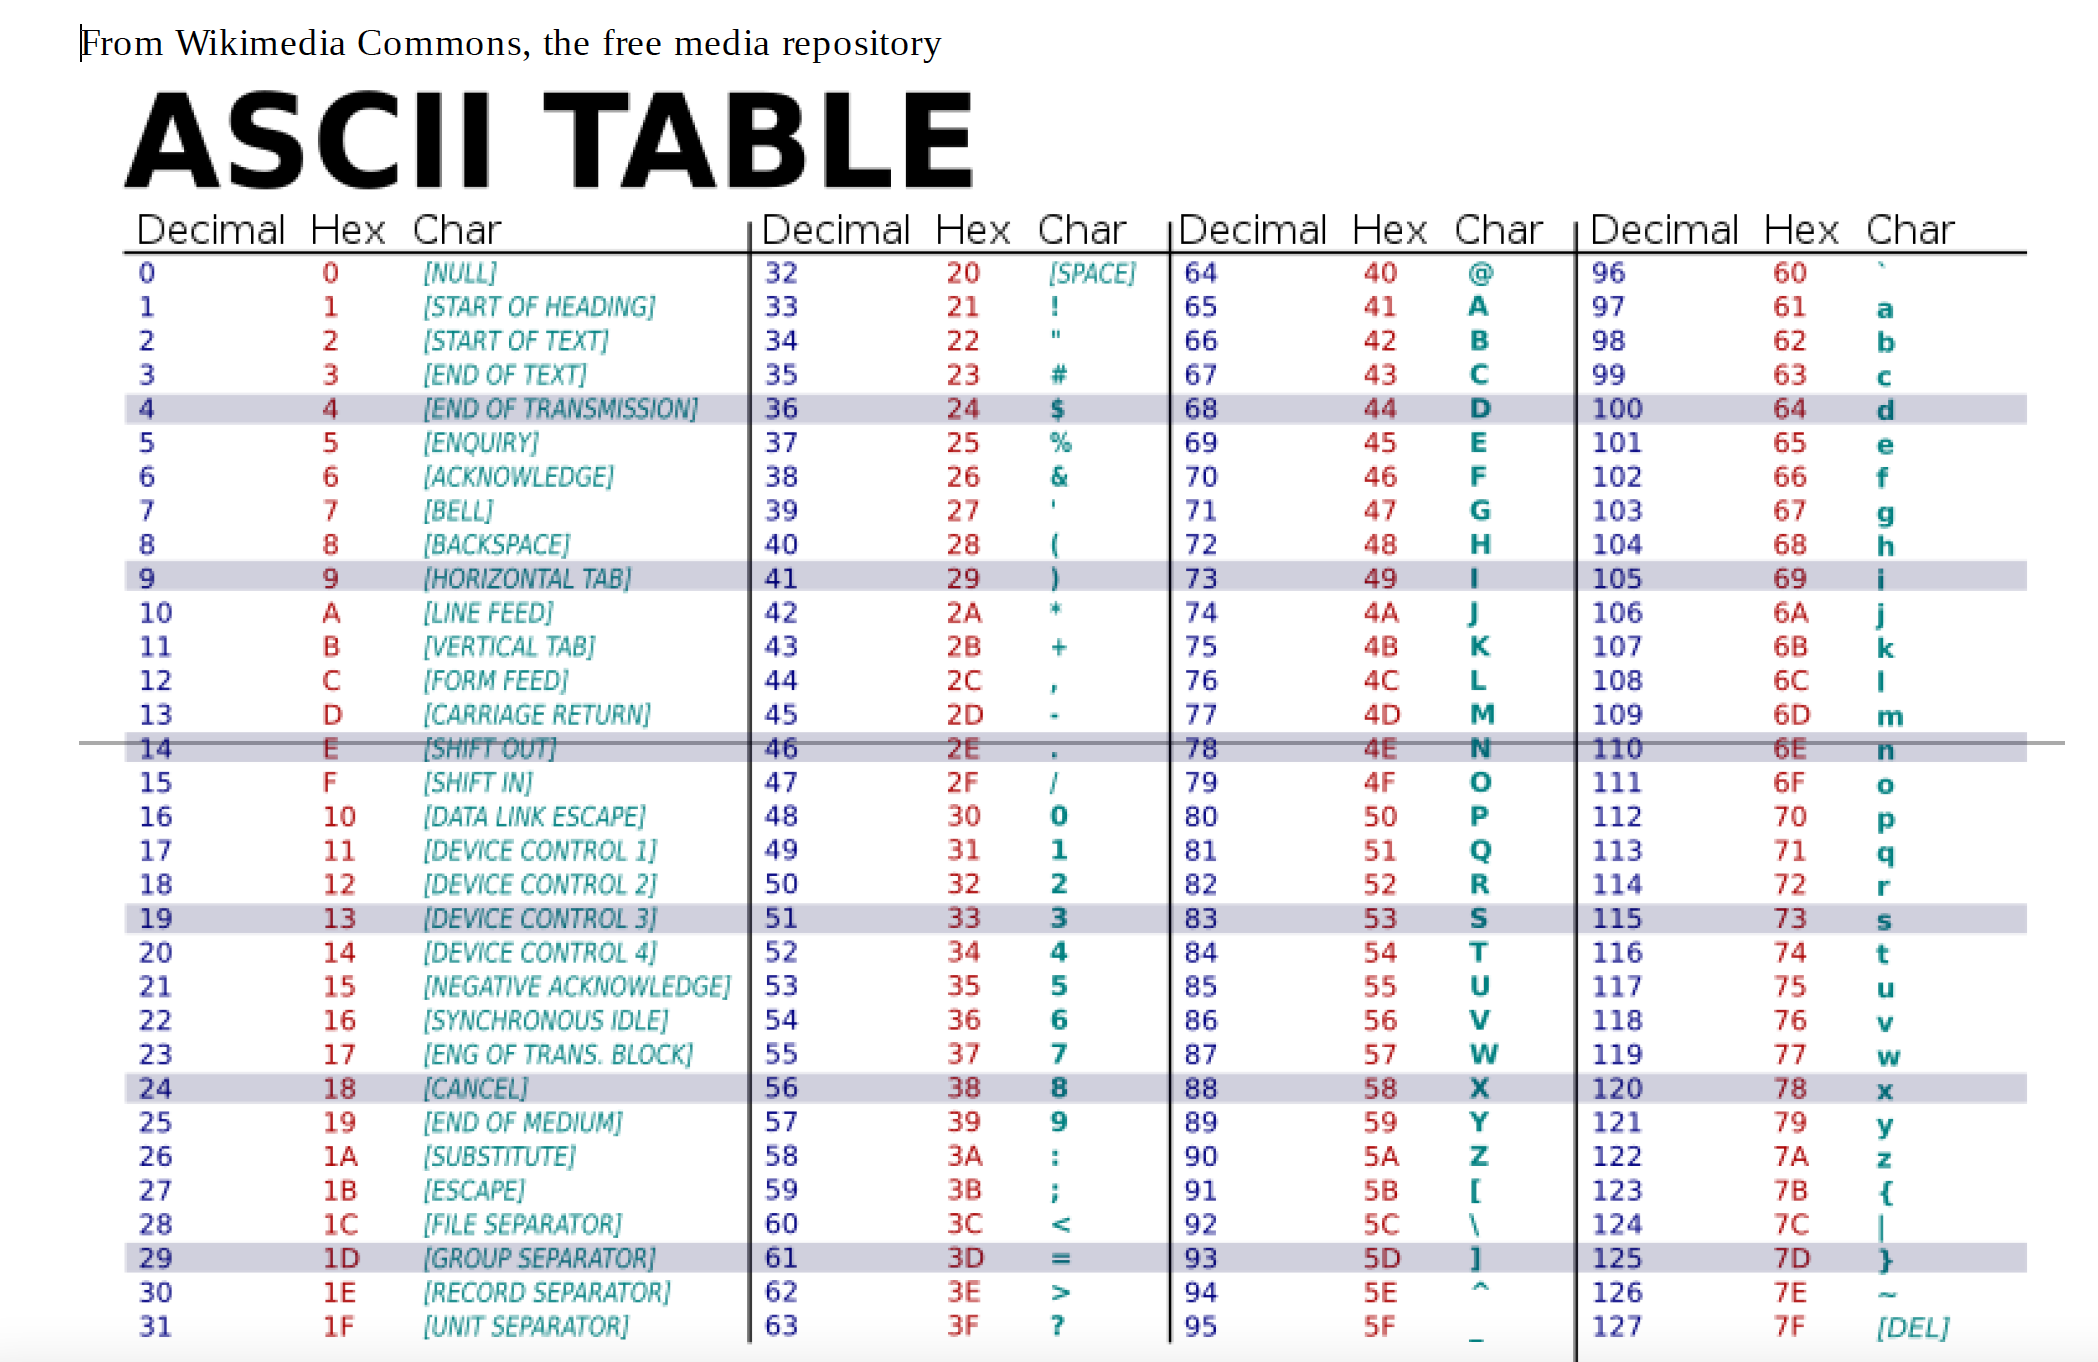 From Wikimedia Commons, the free media repository
ASCII TABLE
Decimal Hex Char Decimal Hex Char Decimal Hex Char Decimal Hex Char
0 0 [NULL] 32 20 [SPACE] 64 40 @ 96 60 `
1 1 [START OF HEADING] 33 21 ! 65 41 A 97 61 a
2 2 [START OF TEXT] 34 22 " 66 42 B 98 62 b
3 3 [END OF TEXT] 35 23 # 67 43 C 99 63 c
4 4 [END OF TRANSMISSION] 36 24 $ 68 44 D 100 64 d
5 5 [ENQUIRY] 37 25 % 69 45 E 101 65 e
6 6 [ACKNOWLEDGE] 38 26 & 70 46 F 102 66 f
7 7 [BELL] 39 27 ' 71 47 G 103 67 g
8 8 [BACKSPACE] 40 28 ( 72 48 H 104 68 h
9 9 [HORIZONTAL TAB] 41 29 ) 73 49 I 105 69 i
10 A [LINE FEED] 42 2A * 74 4A J 106 6A j
11 B [VERTICAL TAB] 43 2B + 75 4B K 107 6B k
12 C [FORM FEED] 44 2C , 76 4C L 108 6C l
13 D [CARRIAGE RETURN] 45 2D - 77 4D M 109 6D m
14 E [SHIFT OUT] 46 2E . 78 4E N 110 6E n
15 F [SHIFT IN] 47 2F / 79 4F O 111 6F o
16 10 [DATA LINK ESCAPE] 48 30 0 80 50 P 112 70 p
17 11 [DEVICE CONTROL 1] 49 31 1 81 51 Q 113 71 q
18 12 [DEVICE CONTROL 2] 50 32 2 82 52 R 114 72 r
19 13 [DEVICE CONTROL 3] 51 33 3 83 53 S 115 73 s
20 14 [DEVICE CONTROL 4] 52 34 4 84 54 T 116 74 t
21 15 [NEGATIVE ACKNOWLEDGE] 53 35 5 85 55 U 117 75 u
22 16 [SYNCHRONOUS IDLE] 54 36 6 86 56 V 118 76 v
23 17 [ENG OF TRANS. BLOCK] 55 37 7 87 57 W 119 77 w
24 18 [CANCEL] 56 38 8 88 58 X 120 78 x
25 19 [END OF MEDIUM] 57 39 9 89 59 Y 121 79 y
26 1A [SUBSTITUTE] 58 3A : 90 5A Z 122 7A z
27 1B [ESCAPE] 59 3B ; 91 5B [ 123 7B {
28 1C [FILE SEPARATOR] 60 3C < 92 5C \ 124 7C |
29 1D [GROUP SEPARATOR] 61 3D = 93 5D ] 125 7D }
30 1E [RECORD SEPARATOR] 62 3E > 94 5E ^ 126 7E ~
31 1F [UNIT SEPARATOR] 63 3F ? 95 5F _ 127 7F [DEL]